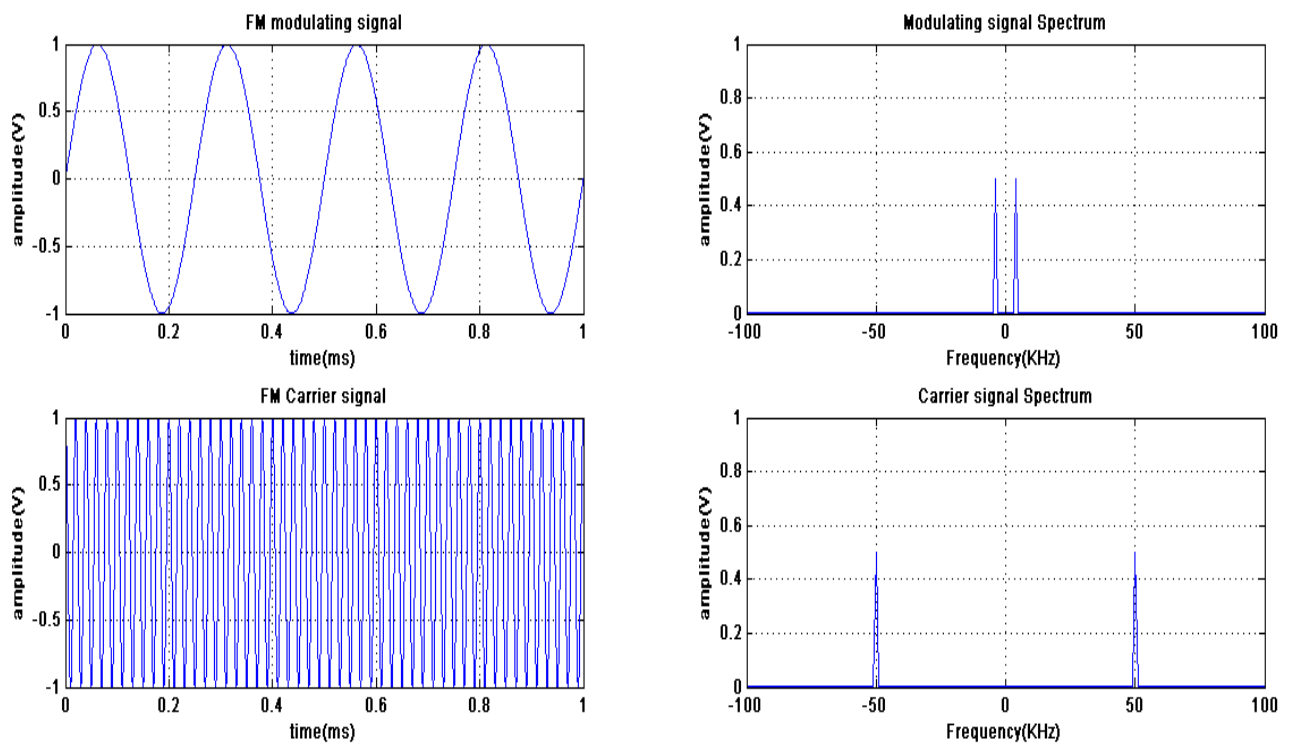 FM modulating signal
amplitude(V)
1
0.5
0
-0.5
-1
0 0.2 0.4 0.6 0.8 1
time(ms)
Modulating signal Spectrum
amplitude(V)
1
0.8
0.6
0.4
0.2
0
-100 -50 0 50 100
Frequency(KHz)
FM Carrier signal
amplitude(V)
1
0.5
0
-0.5
-1
0 0.2 0.4 0.6 0.8 1
time(ms)
Carrier signal Spectrum
amplitude(V)
1
0.8
0.6
0.4
0.2
0
-100 -50 0 50 100
Frequency(KHz)